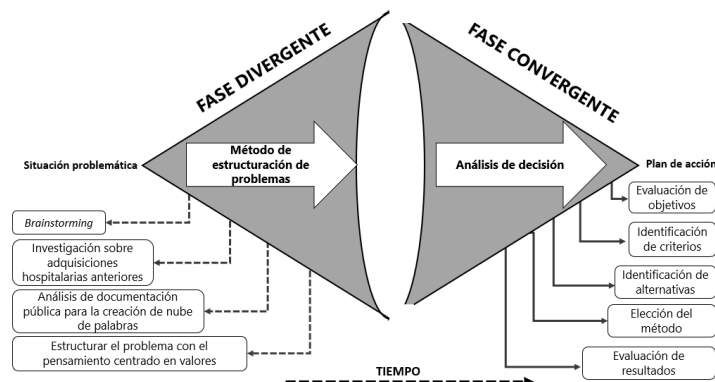 FASE DIVERGENTE
FASE CONVERGENTE
Situación problemática
Método de
estructuración de
problemas
Análisis de decisión
Plan de acción
Brainstorming
Investigación sobre
adquisiciones
hospitalarias anteriores
Análisis de documentación
pública para la creación de nube
de palabras
Estructurar el problema con el
pensamiento centrado en valores
Evaluación de
objetivos
Identificación
de criterios
Identificación de
alternativas
Elección del
método
Evaluación de
resultados
TIEMPO